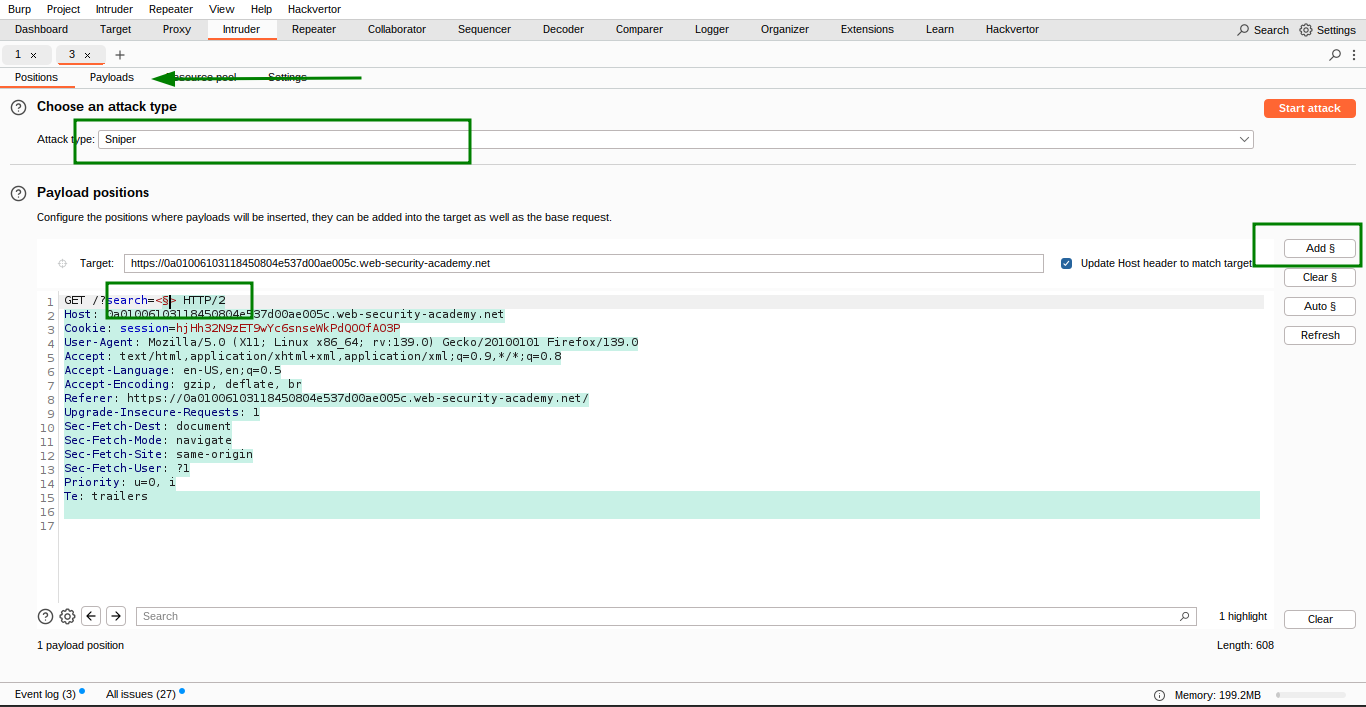 Burp Project Intruder Repeater View Help Hackvertor
Dashboard Target Proxy Intruder Repeater Collaborator Sequencer Decoder Comparer Logger Organizer Extensions Learn Hackvertor Search Settings
1 × 3 × +
Positions Payloads Resource pool Settings
Choose an attack type
Start attack
Attack type: Sniper
Payload positions
Configure the positions where payloads will be inserted, they can be added into the target as well as the base request.
Add §
Target: https://0a01006103118450804e537d00ae005c.web-security-academy.net Update Host header to match target
Clear §
Auto §
Refresh
1 GET /?search=<§> HTTP/2
2 Host: 0a01006103118450804e537d00ae005c.web-security-academy.net
3 Cookie: session=hjHh32N9zET9wYc6snseWkPdQOOfAO3P
4 User-Agent: Mozilla/5.0 (X11; Linux x86_64; rv:139.0) Gecko/20100101 Firefox/139.0
5 Accept: text/html,application/xhtml+xml,application/xml;q=0.9,*/*;q=0.8
6 Accept-Language: en-US,en;q=0.5
7 Accept-Encoding: gzip, deflate, br
8 Referer: https://0a01006103118450804e537d00ae005c.web-security-academy.net/
9 Upgrade-Insecure-Requests: 1
10 Sec-Fetch-Dest: document
11 Sec-Fetch-Mode: navigate
12 Sec-Fetch-Site: same-origin
13 Sec-Fetch-User: ?1
14 Priority: u=0, i
15 Te: trailers
16
17
Search 1 highlight Clear
1 payload position Length: 608
Event log (3) All issues (27) Memory: 199.2MB